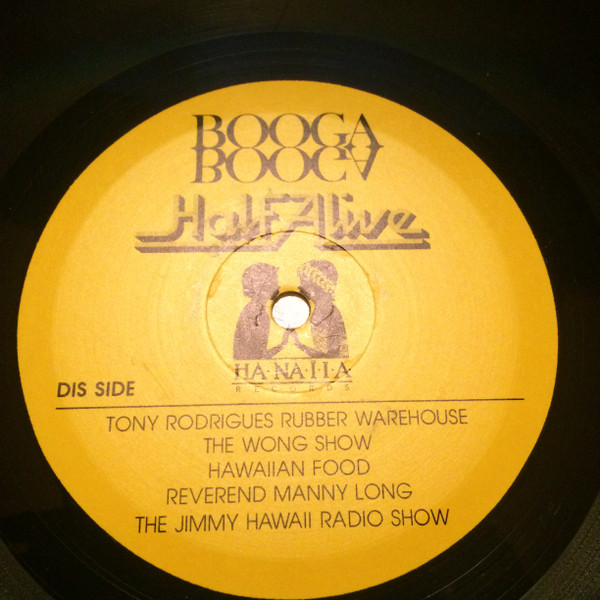 BOOGA
BOOGA
Half Alive
HA·NA·I·I·A
RECORDS
DIS SIDE
TONY RODRIGUES RUBBER WAREHOUSE
THE WONG SHOW
HAWAIIAN FOOD
REVEREND MANNY LONG
THE JIMMY HAWAII RADIO SHOW